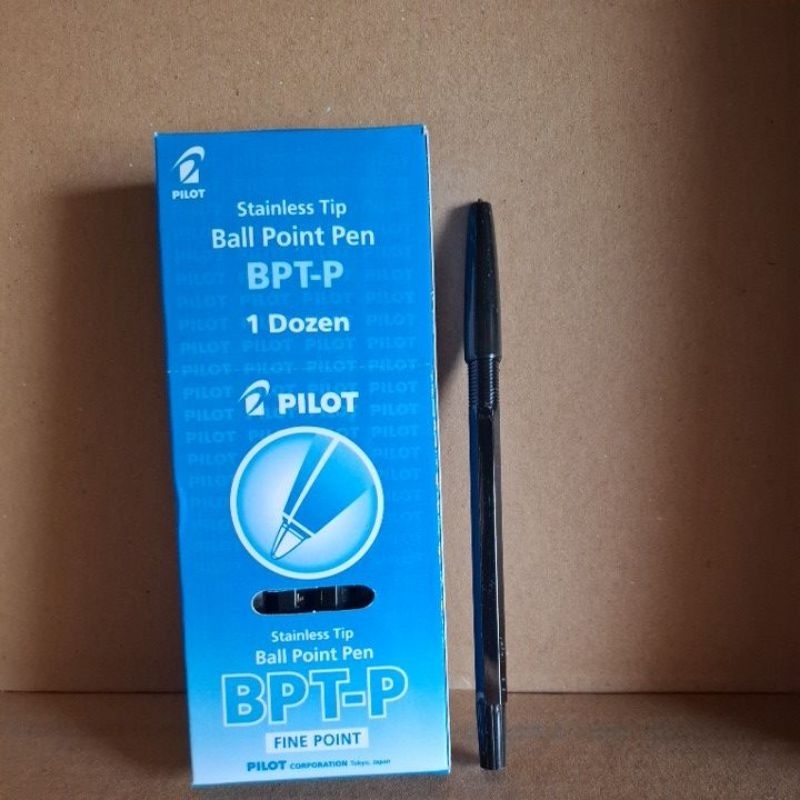 PILOT
Stainless Tip
Ball Point Pen
BPT-P
1 Dozen
PILOT
Stainless Tip
Ball Point Pen
BPT-P
FINE POINT
PILOT CORPORATION Tokyo, Japan